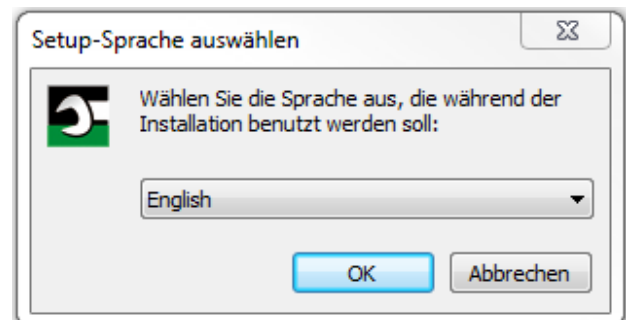 Setup-Sprache auswählen
Wählen Sie die Sprache aus, die während der
Installation benutzt werden soll:
English
OK
Abbrechen